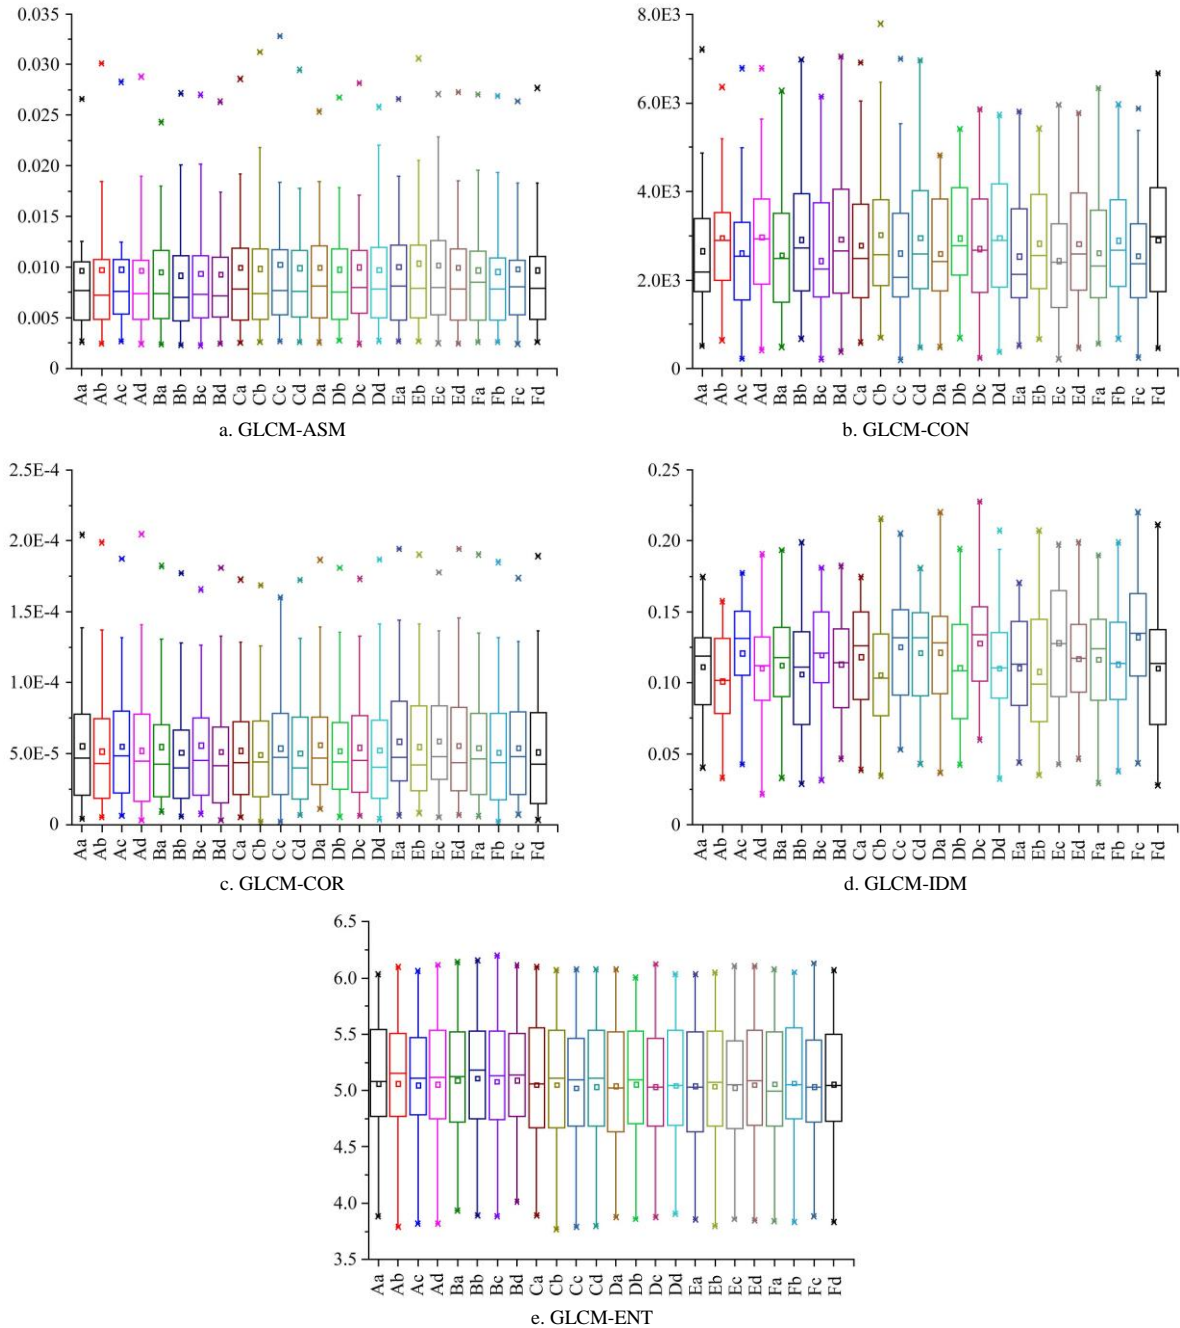 0.035
0.030
0.025
0.020
0.015
0.010
0.005
0
Aa Ab Ac Ad Ba Bb Bc Bd Ca Cb Cc Cd Da Db Dc Dd Ea Eb Ec Ed Fa Fb Fc Fd
a. GLCM-ASM
8.0E3
6.0E3
4.0E3
2.0E3
0
Aa Ab Ac Ad Ba Bb Bc Bd Ca Cb Cc Cd Da Db Dc Dd Ea Eb Ec Ed Fa Fb Fc Fd
b. GLCM-CON
2.5E-4
2.0E-4
1.5E-4
1.0E-4
5.0E-5
0
Aa Ab Ac Ad Ba Bb Bc Bd Ca Cb Cc Cd Da Db Dc Dd Ea Eb Ec Ed Fa Fb Fc Fd
c. GLCM-COR
0.25
0.20
0.15
0.10
0.05
0
Aa Ab Ac Ad Ba Bb Bc Bd Ca Cb Cc Cd Da Db Dc Dd Ea Eb Ec Ed Fa Fb Fc Fd
d. GLCM-IDM
6.5
6.0
5.5
5.0
4.5
4.0
3.5
Aa Ab Ac Ad Ba Bb Bc Bd Ca Cb Cc Cd Da Db Dc Dd Ea Eb Ec Ed Fa Fb Fc Fd
e. GLCM-ENT